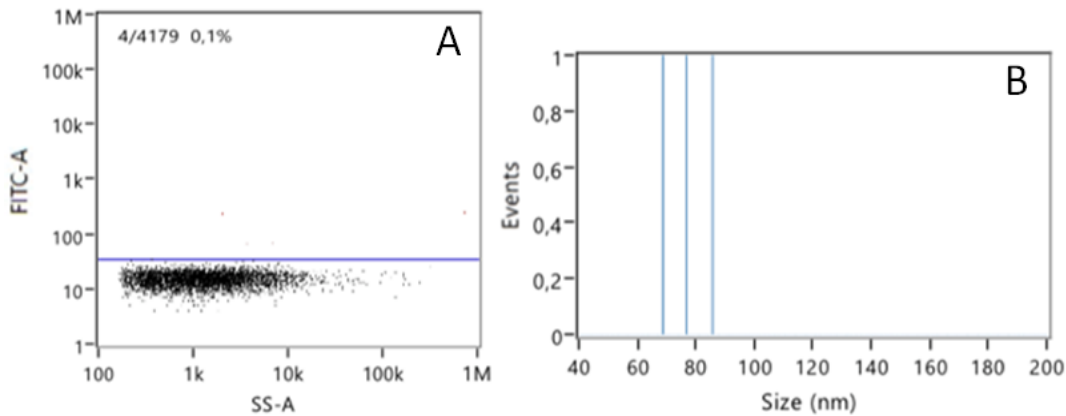 4/4179 0,1%
A
FITC-A
1M
100k
10k
1k
100
10
1
100 1k 10k 100k 1M
SS-A
B
Events
1
0,8
0,6
0,4
0,2
0
40 60 80 100 120 140 160 180 200
Size (nm)